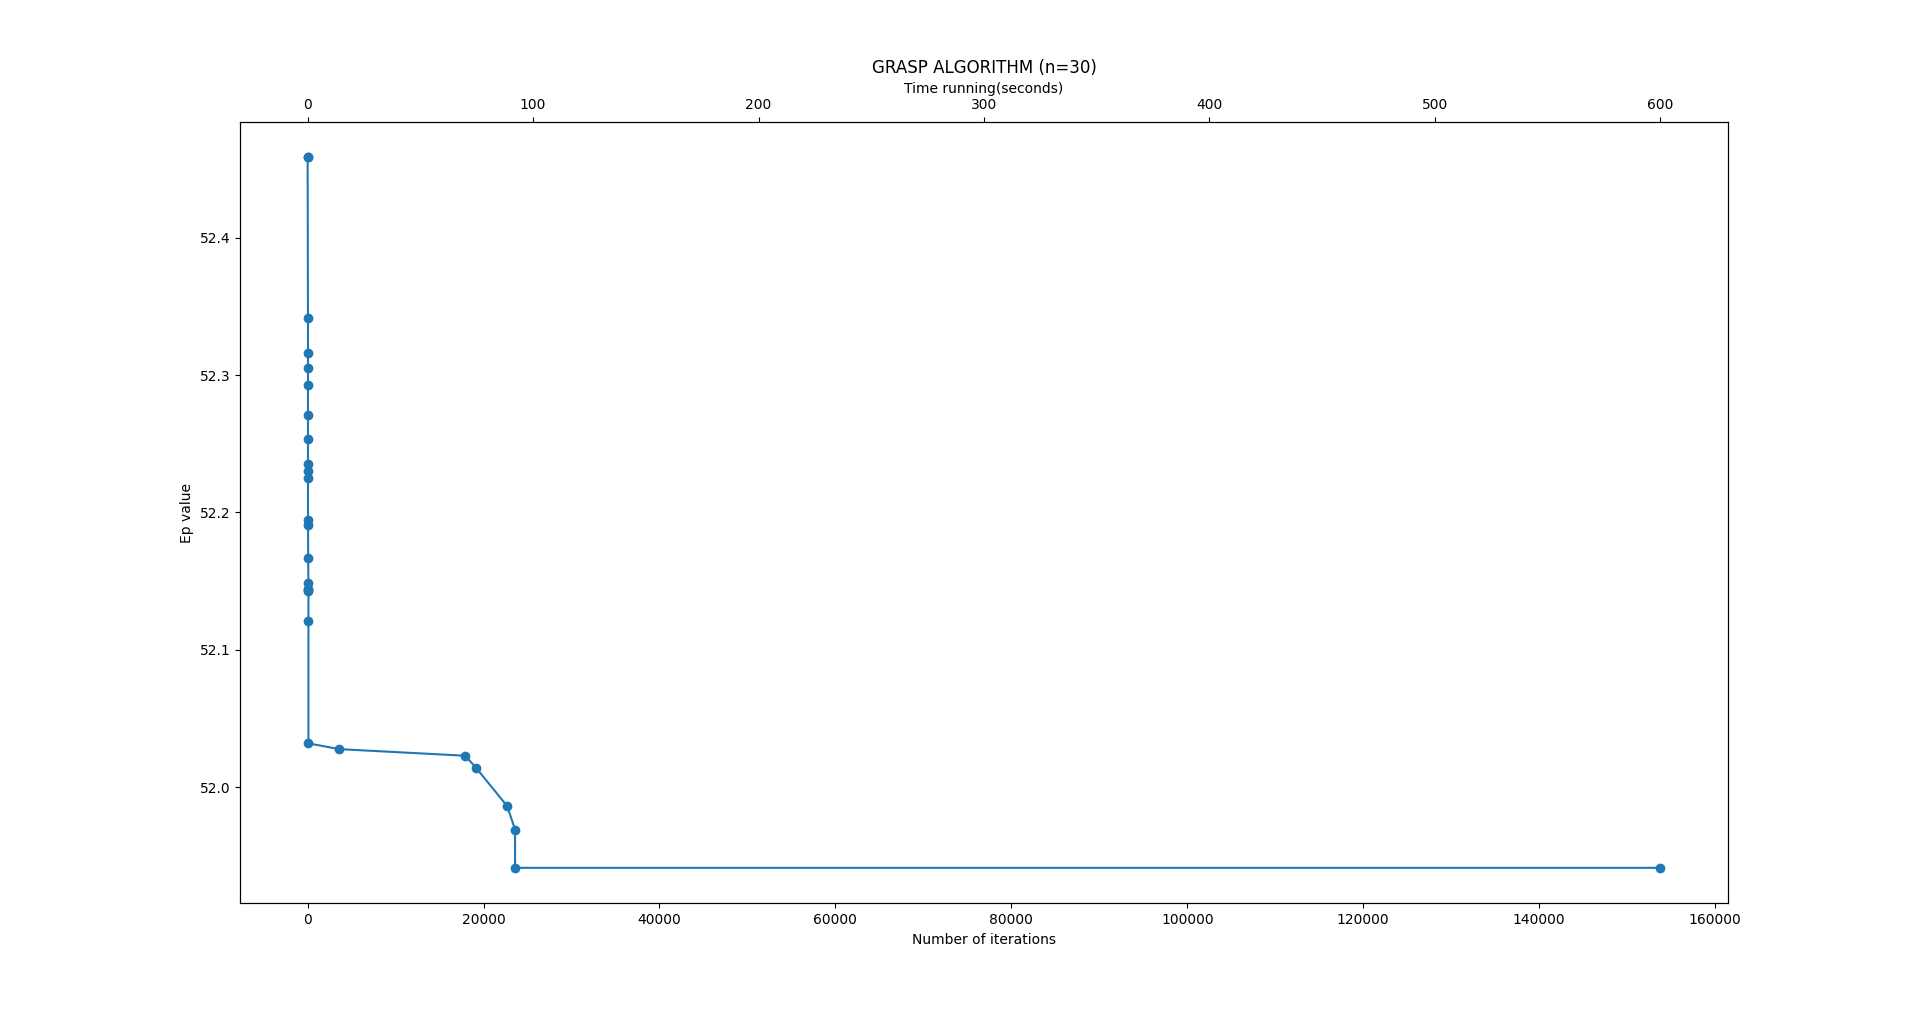 GRASP ALGORITHM (n=30)
Time running(seconds)
0 100 200 300 400 500 600
52.4
52.3
52.2
52.1
52.0
Ep value
0 20000 40000 60000 80000 100000 120000 140000 160000
Number of iterations